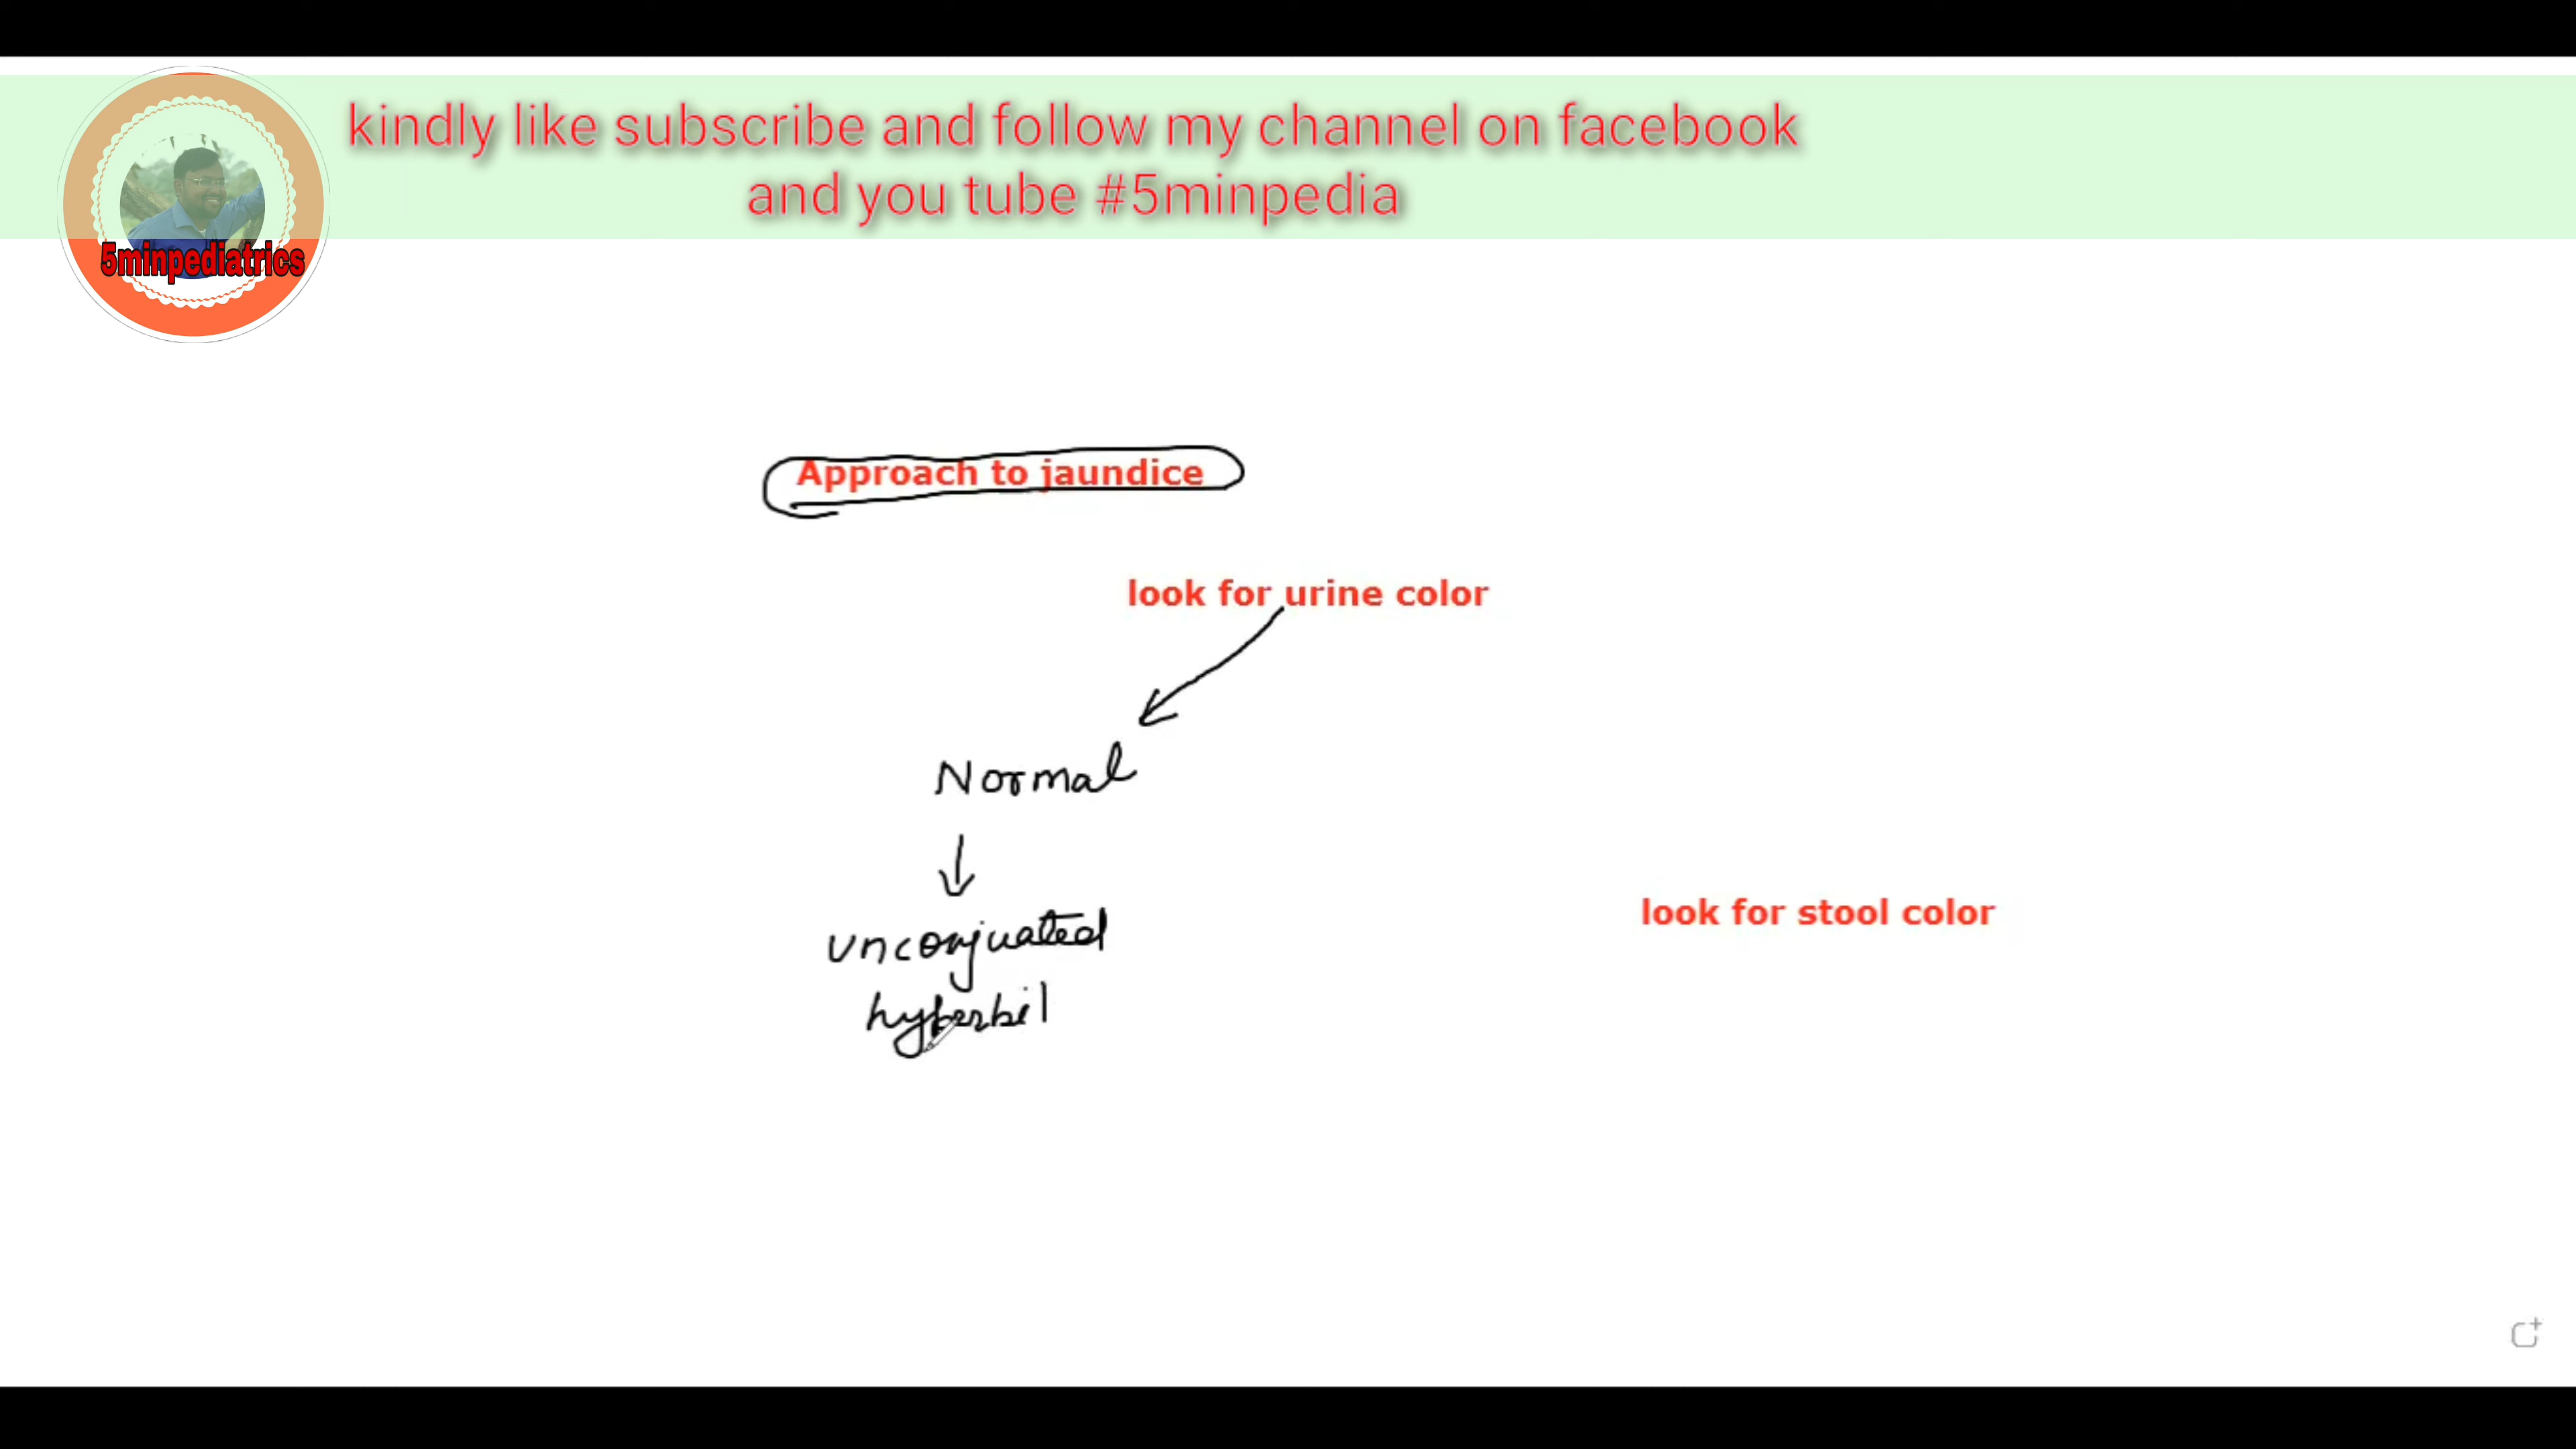 kindly like subscribe and follow my channel on facebook
and you tube #5minpedia
5minpediatrics
Approach to jaundice
look for urine color
Normal
look for stool color
unconjuated
hyperbil